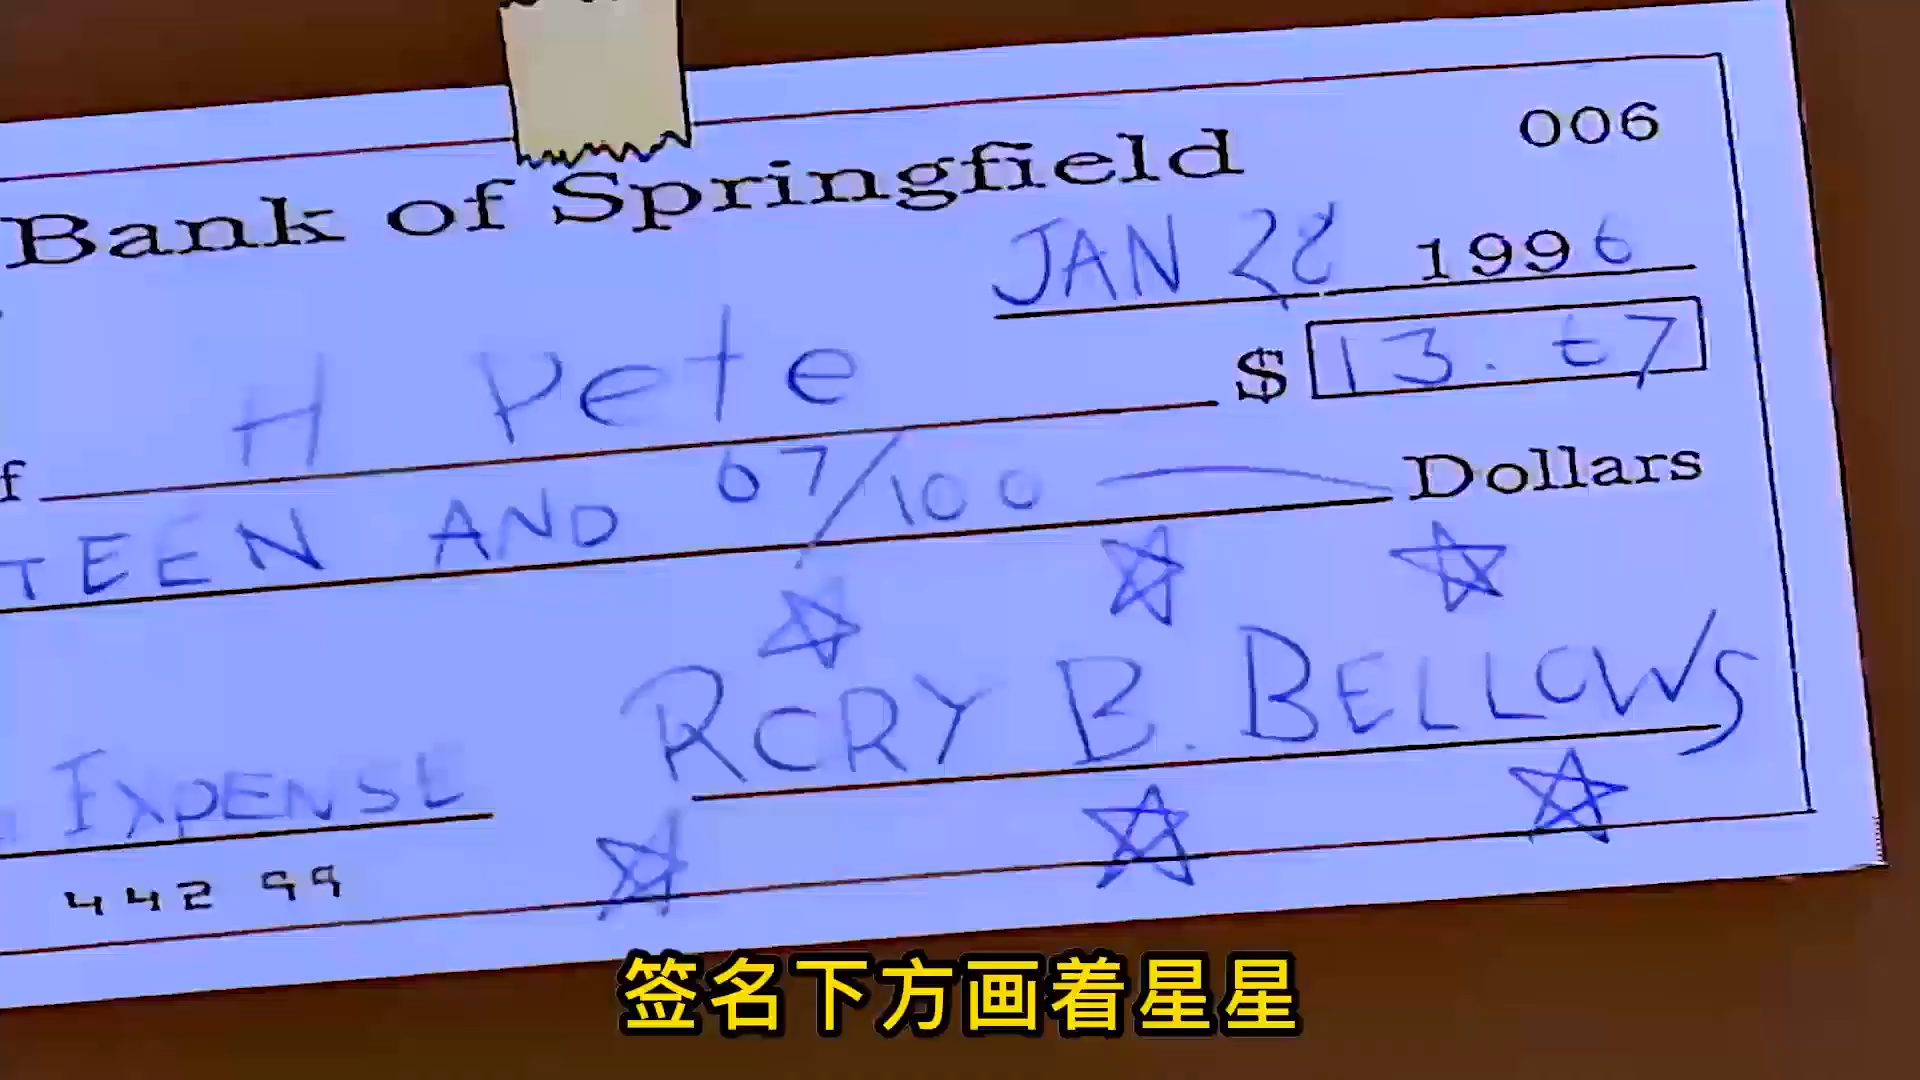 006
Bank of Springfield
JAN 28 1996
H Pete $ 13.67
f
TEEN AND 67/100 Dollars
RORY B. BELLOWS
EXPENSE
442 99
签名下方画着星星